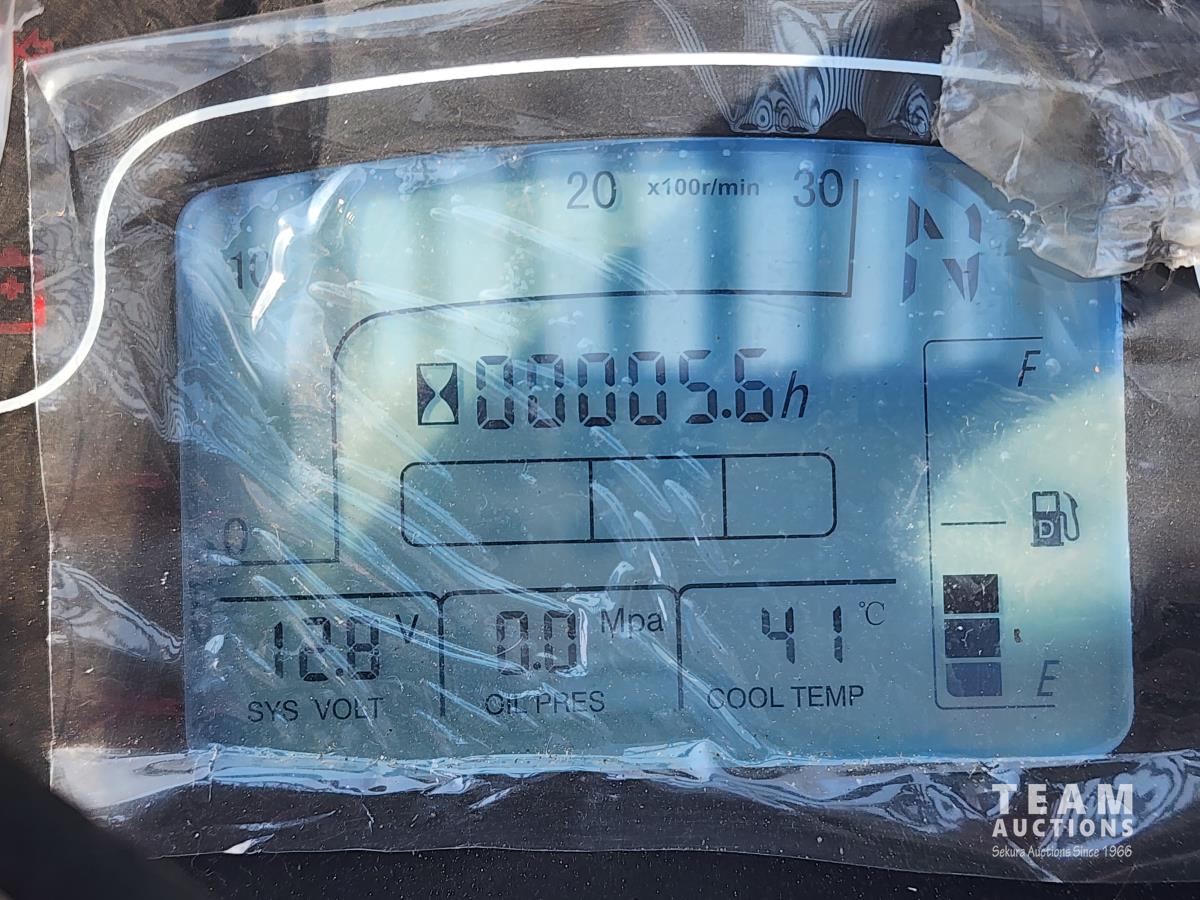 10 20 x100r/min 30 N
00005.6h
F
0
D
12.8 V 0.0 Mpa 41 °C
SYS VOLT OIL PRES COOL TEMP
E
TEAM
AUCTIONS
Sekura Auctions Since 1966